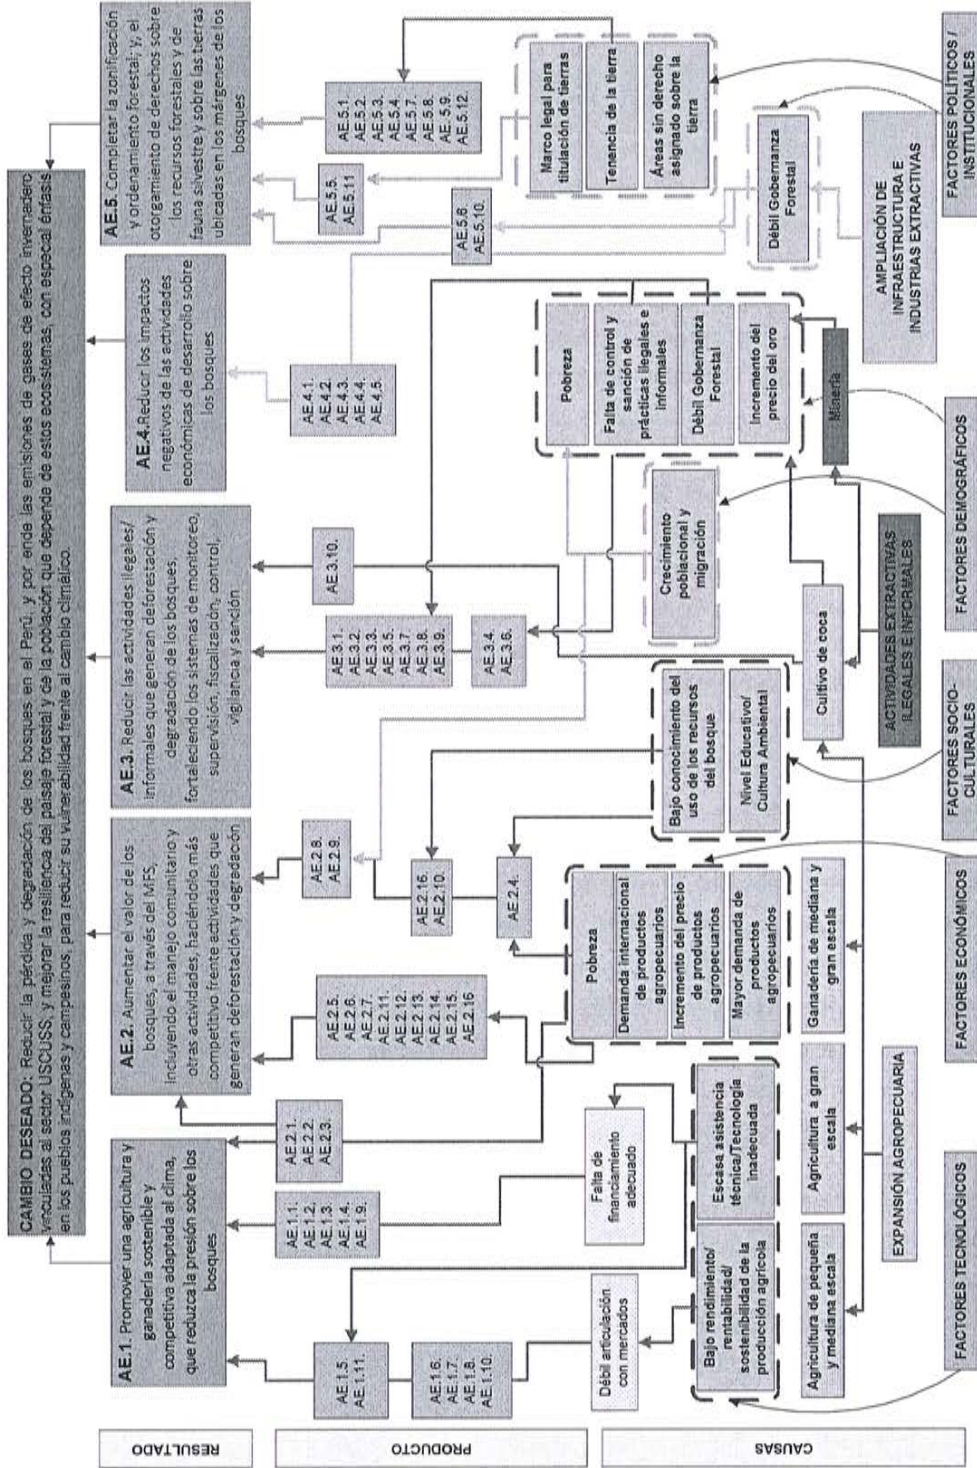 CAMBIO DESEADO: Reducir la pérdida y degradación de los bosques en el Perú, y por ende las emisiones de gases de efecto invernadero
vinculadas al sector USCUSS, y mejorar la resiliencia del paisaje forestal y de la población que depende de estos ecosistemas, con especial énfasis
en los pueblos indígenas y campesinos, para reducir su vulnerabilidad frente al cambio climático.
RESULTADO
AE.1. Promover una agricultura y
ganadería sostenible y
competitiva adaptada al clima,
que reduzca la presión sobre los
bosques
AE.2. Aumentar el valor de los
bosques, a través del MFS,
incluyendo el manejo comunitario y
otras actividades, haciéndolo más
competitivo frente actividades que
generan deforestación y degradación
AE.3. Reducir las actividades ilegales/
informales que generan deforestación y
degradación de los bosques,
fortaleciendo los sistemas de monitoreo,
supervisión, fiscalización, control,
vigilancia y sanción
AE.4. Reducir los impactos
negativos de las actividades
económicas de desarrollo sobre
los bosques
AE.5. Completar la zonificación
y ordenamiento forestal; y, el
otorgamiento de derechos sobre
los recursos forestales y de
fauna silvestre y sobre las tierras
ubicadas en los márgenes de los
bosques
PRODUCTO
AE.1.5.
AE.1.11.
AE.1.6.
AE.1.7.
AE.1.8.
AE.1.10.
AE.1.1.
AE.1.2.
AE.1.3.
AE.1.4.
AE.1.9.
AE.2.1.
AE.2.2.
AE.2.3.
AE.2.5.
AE.2.6.
AE.2.7.
AE.2.11.
AE.2.12.
AE.2.13.
AE.2.14.
AE.2.15.
AE.2.16
AE.2.8.
AE.2.9.
AE.2.16.
AE.2.10.
AE.2.4.
AE.3.1.
AE.3.2.
AE.3.3.
AE.3.5.
AE.3.7.
AE.3.8.
AE.3.9.
AE.3.4.
AE.3.6.
AE.3.10.
AE.4.1.
AE.4.2.
AE.4.3.
AE.4.4.
AE.4.5.
AE.5.6.
AE.5.10.
AE.5.5.
AE.5.11
AE.5.1.
AE.5.2.
AE.5.3.
AE.5.4.
AE.5.7.
AE.5.8.
AE.5.9.
AE.5.12.
CAUSAS
Débil articulación
con mercados
Falta de
financiamiento
adecuado
Bajo rendimiento/
rentabilidad/
sostenibilidad de la
producción agrícola
Escasa asistencia
técnica/Tecnología
inadecuada
Pobreza
Demanda internacional
de productos
agropecuarios
Incremento del precio
de productos
agropecuarios
Mayor demanda de
productos
agropecuarios
Bajo conocimiento del
uso de los recursos
del bosque
Nivel Educativo/
Cultura Ambiental
Crecimiento
poblacional y
migración
Pobreza
Falta de control y
sanción de
prácticas ilegales e
informales
Débil Gobernanza
Forestal
Incremento del
precio del oro
Marco legal para
titulación de tierras
Tenencia de la tierra
Áreas sin derecho
asignado sobre la
tierra
Débil Gobernanza
Forestal
Agricultura de pequeña
y mediana escala
Agricultura a gran
escala
Ganadería de mediana y
gran escala
Cultivo de coca
Minería
EXPANSIÓN AGROPECUARIA
ACTIVIDADES EXTRACTIVAS
ILEGALES E INFORMALES
AMPLIACIÓN DE
INFRAESTRUCTURA E
INDUSTRIAS EXTRACTIVAS
FACTORES TECNOLÓGICOS
FACTORES ECONÓMICOS
FACTORES SOCIO-
CULTURALES
FACTORES DEMOGRÁFICOS
FACTORES POLÍTICOS /
INSTITUCIONALES